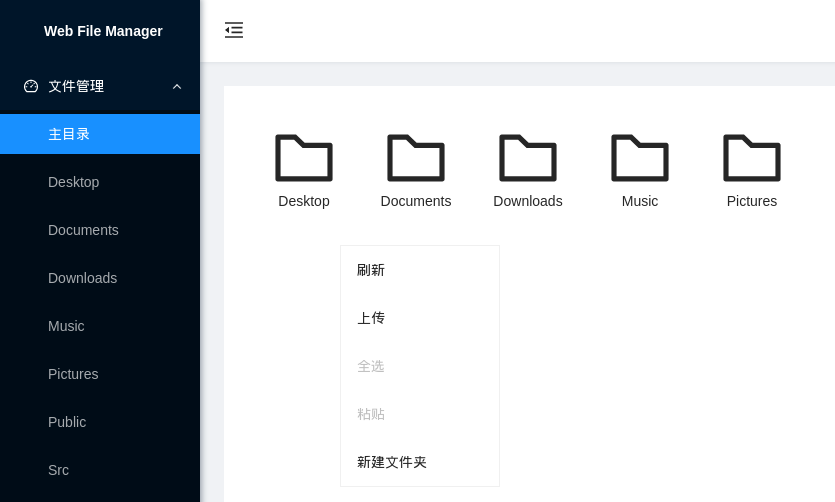 Web File Manager
文件管理
主目录
Desktop
Documents
Downloads
Music
Pictures
Public
Src
Desktop Documents Downloads Music Pictures
刷新
上传
全选
粘贴
新建文件夹